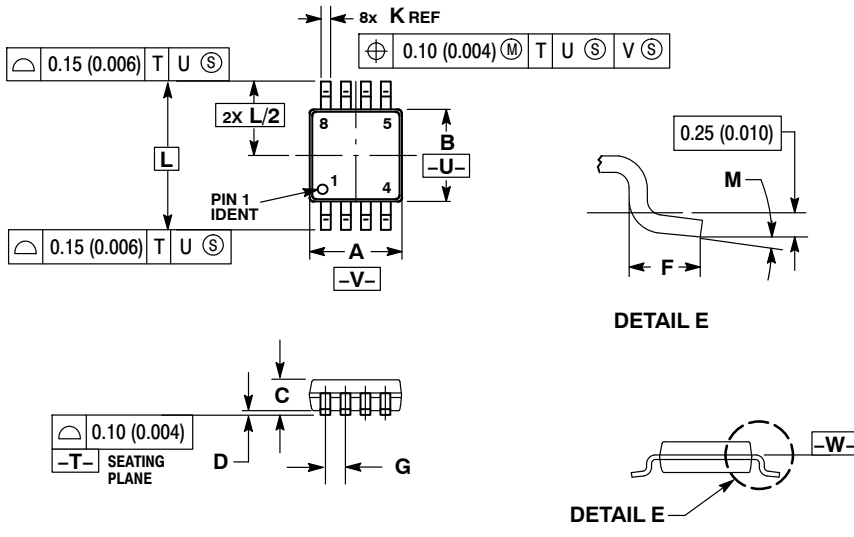 8x K REF
⌖ 0.10 (0.004) Ⓜ T U Ⓢ V Ⓢ
⌓ 0.15 (0.006) T U Ⓢ
2X L/2
8 5
B
–U–
L
PIN 1
IDENT
1
4
⌓ 0.15 (0.006) T U Ⓢ
A
–V–
0.25 (0.010)
M
F
DETAIL E
C
⌓ 0.10 (0.004)
–T– SEATING
PLANE
D
G
–W–
DETAIL E